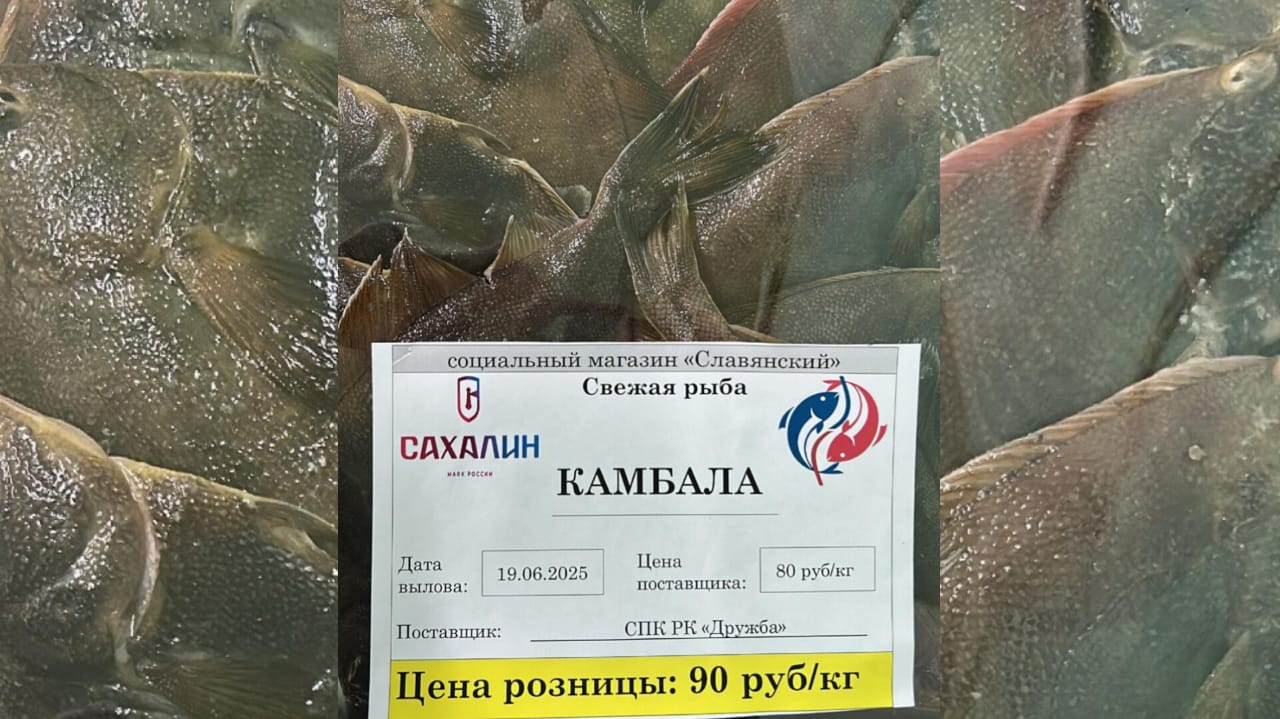 социальный магазин «Славянский»
Свежая рыба
САХАЛИН
МАЯК РОССИИ
КАМБАЛА
Дата вылова:
19.06.2025
Цена поставщика:
80 руб/кг
Поставщик:
СПК РК «Дружба»
Цена розницы: 90 руб/кг